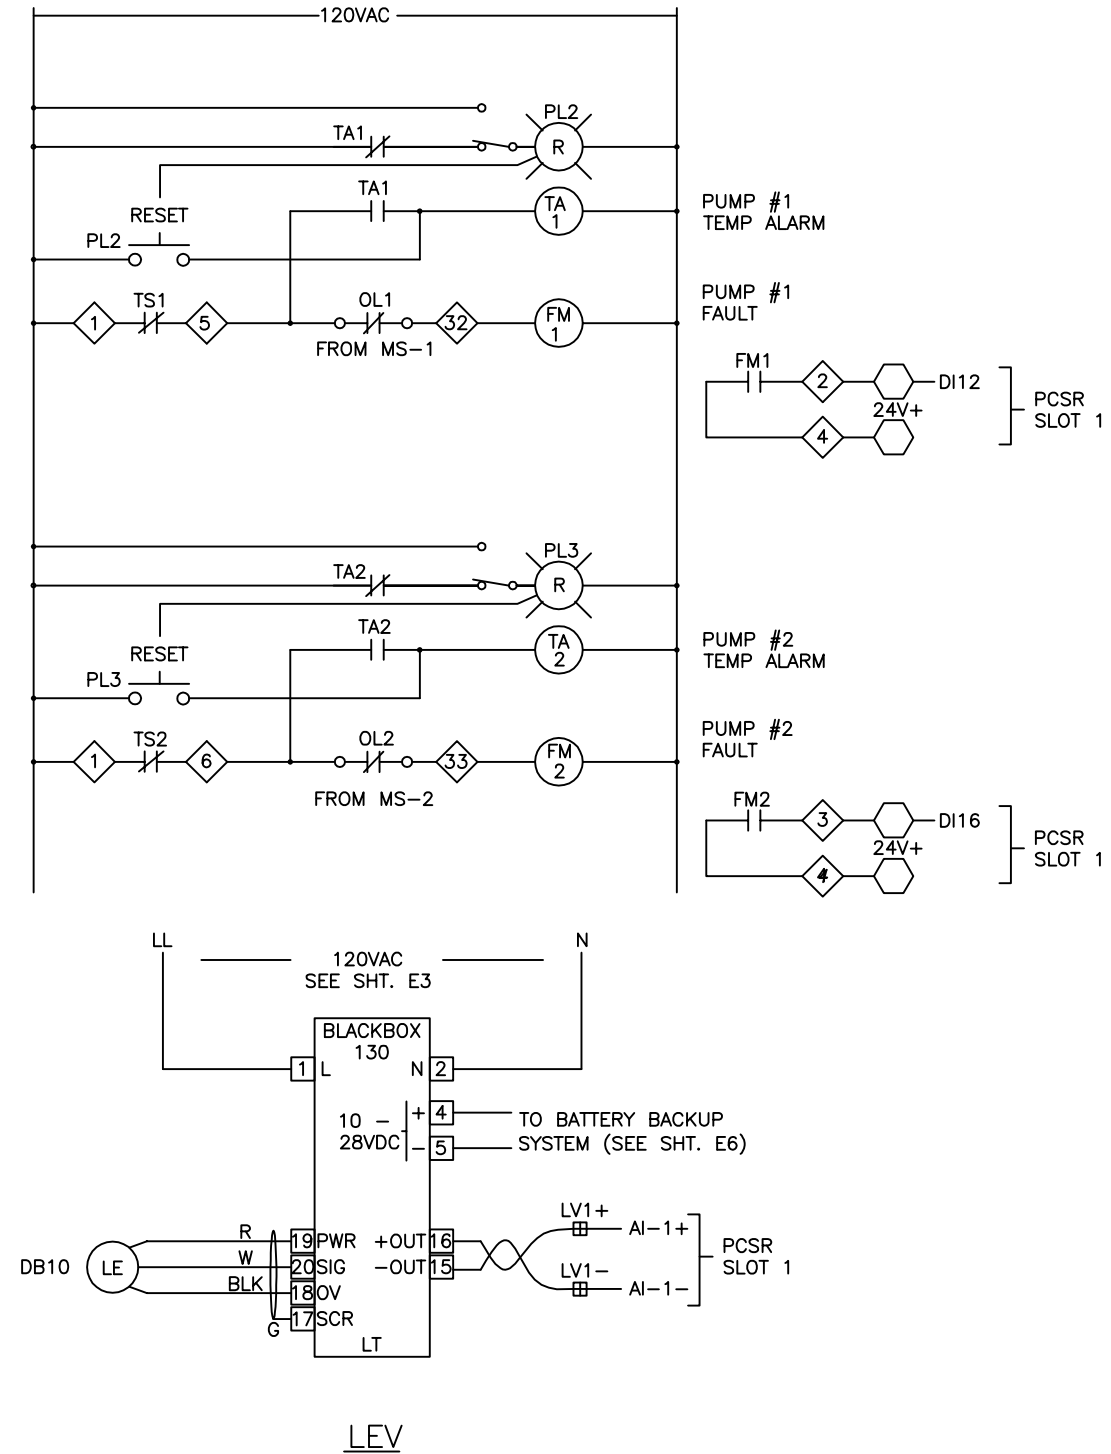 120VAC
PL2
TA1
R
TA1
RESET
TA
1
PUMP #1
TEMP ALARM
PL2
PUMP #1
FAULT
1
TS1
5
OL1
32
FM
1
FROM MS-1
FM1
2
DI12
24V+
4
PCSR
SLOT 1
PL3
TA2
R
TA2
RESET
TA
2
PUMP #2
TEMP ALARM
PL3
PUMP #2
FAULT
1
TS2
6
OL2
33
FM
2
FROM MS-2
FM2
3
DI16
24V+
4
PCSR
SLOT 1
LL
N
120VAC
SEE SHT. E3
BLACKBOX
130
1
L
N
2
10 -
28VDC
+
4
-
5
TO BATTERY BACKUP
SYSTEM (SEE SHT. E6)
DB10
LE
R
W
BLK
G
19
PWR
20
SIG
18
OV
17
SCR
+OUT
16
-OUT
15
LT
LV1+
AI-1+
LV1-
AI-1-
PCSR
SLOT 1
LEV